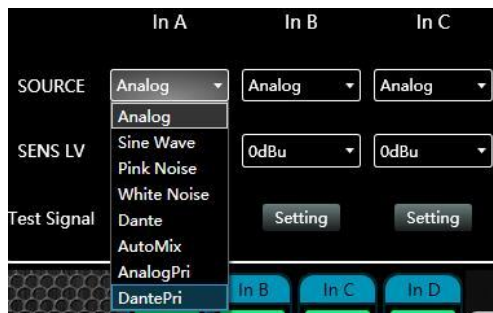 In A In B In C
SOURCE Analog Analog Analog
Analog
Sine Wave
SENS LV 0dBu 0dBu
Pink Noise
White Noise
Test Signal Dante Setting Setting
AutoMix
AnalogPri
DantePri In B In C In D